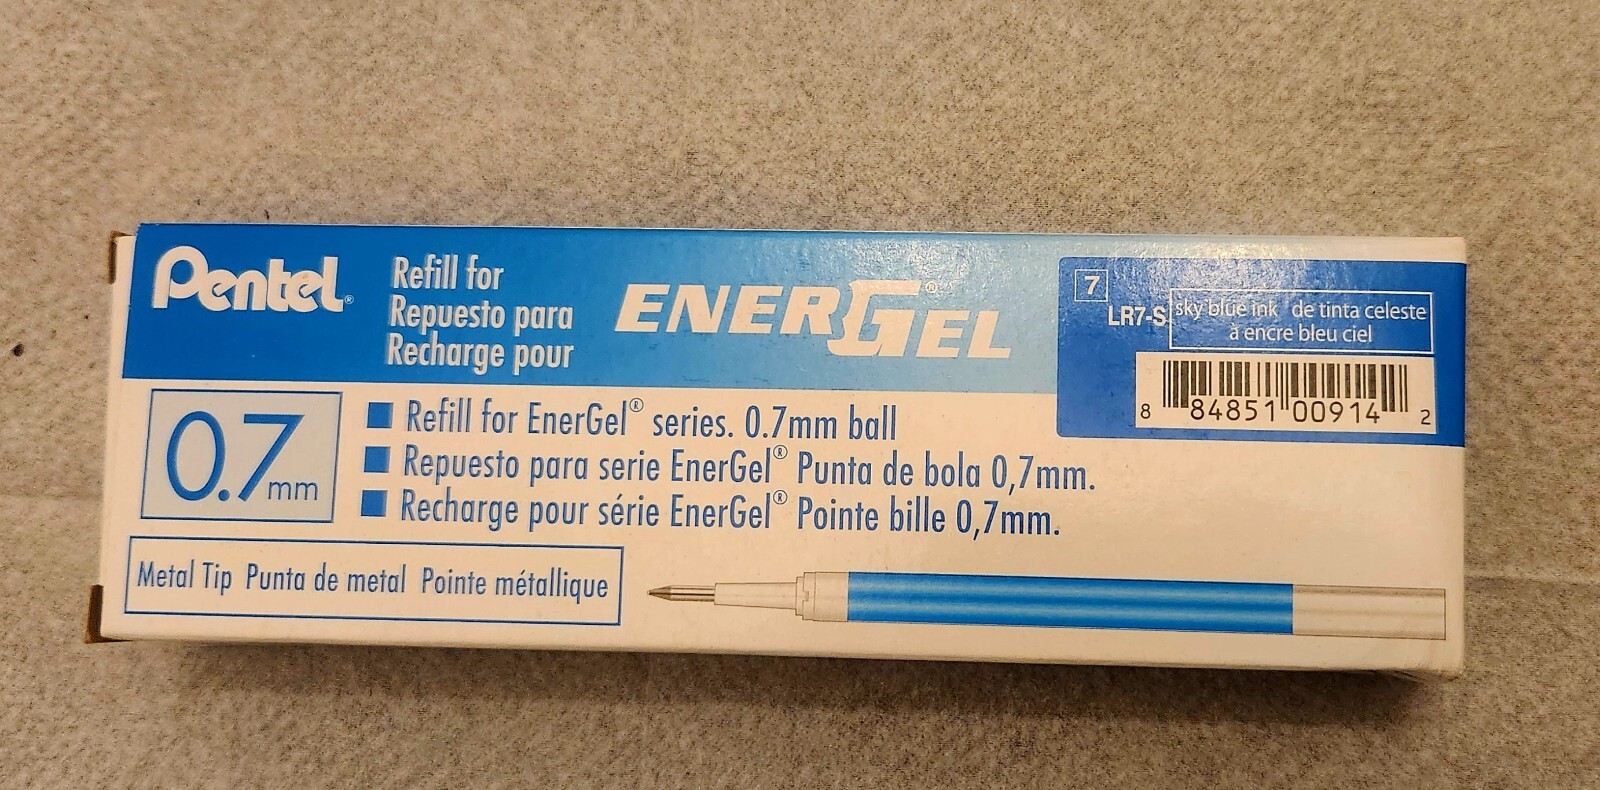 Pentel®
Refill for
Repuesto para
Recharge pour
ENERGEL®
7
LR7-S
sky blue ink de tinta celeste
à encre bleu ciel
8 84851 00914 2
0.7mm
Refill for EnerGel® series. 0.7mm ball
Repuesto para serie EnerGel® Punta de bola 0,7mm.
Recharge pour série EnerGel® Pointe bille 0,7mm.
Metal Tip Punta de metal Pointe métallique